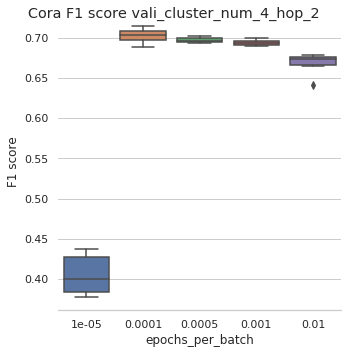 Cora F1 score vali_cluster_num_4_hop_2
0.70
0.65
0.60
0.55
0.50
0.45
0.40
F1 score
1e-05 0.0001 0.0005 0.001 0.01
epochs_per_batch